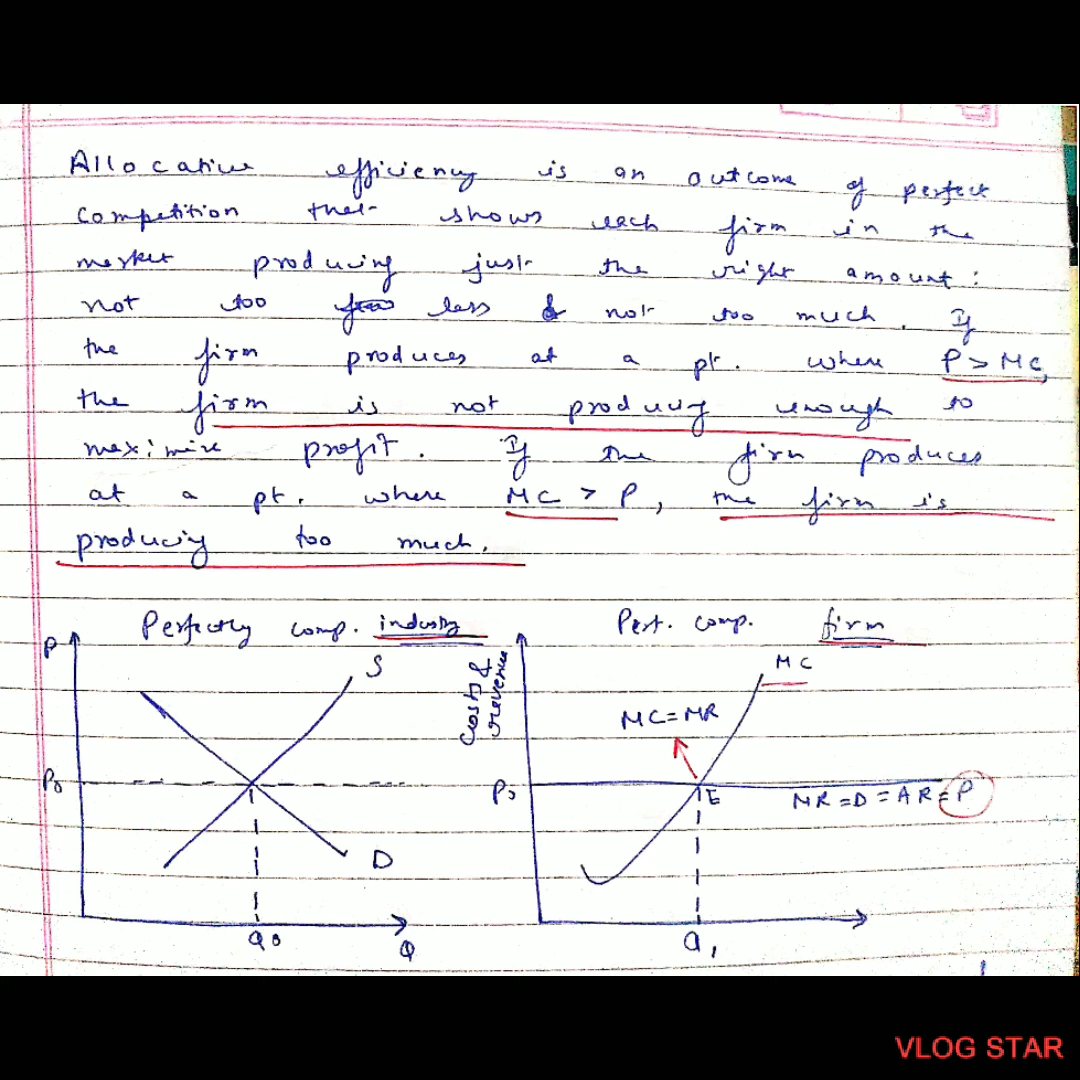 Allocative efficiency is an outcome of perfect
competition that shows each firm in the
market producing just the right amount:
not too less & not too much. If
the firm produces at a pt. where P > MC,
the firm is not producing enough to
maximize profit. If the firm produces
at a pt. where MC > P, the firm is
producing too much.
Perfectly comp. industry
Perf. comp. firm
P
S
Costs & revenue
MC
MC = MR
P0
P0
E
MR = D = AR = P
D
Q0
Q
Q1
VLOG STAR